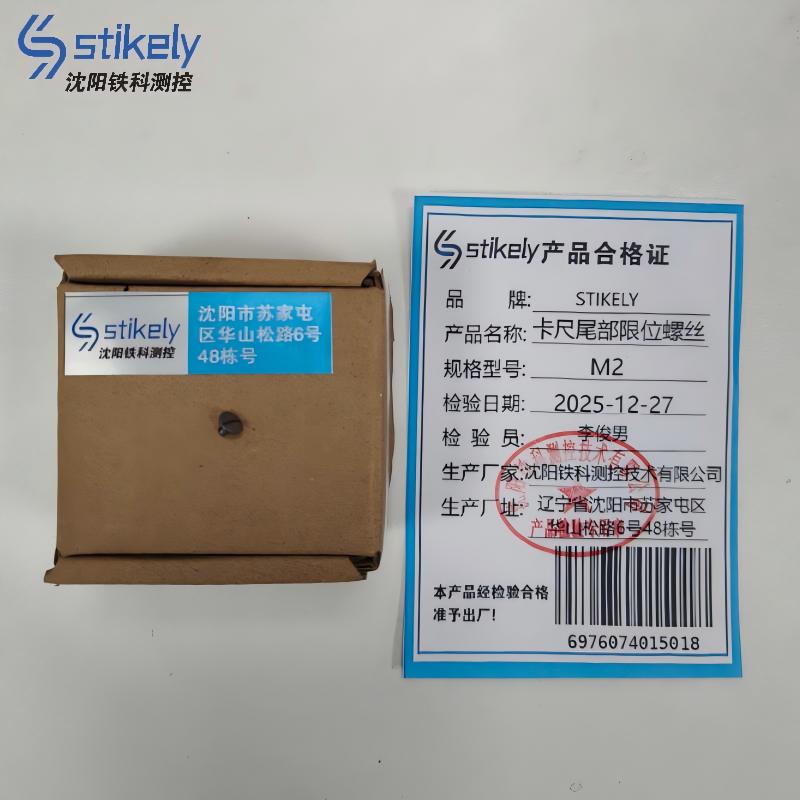 stikely
沈阳铁科测控
stikely
沈阳铁科测控
沈阳市苏家屯
区华山松路6号
48栋号
stikely产品合格证
品 牌: STIKELY
产品名称: 卡尺尾部限位螺丝
规格型号: M2
检验日期: 2025-12-27
检 验 员: 李俊男
生产厂家: 沈阳铁科测控技术有限公司
生产厂址: 辽宁省沈阳市苏家屯区
华山松路6号48栋号
本产品经检验合格
准予出厂!
6976074015018